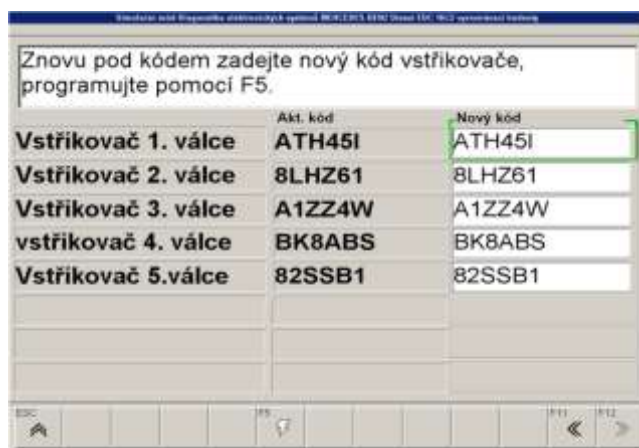 Znovu pod kódem zadejte nový kód vstřikovače,
programujte pomocí F5.
Akt. kód Nový kód
Vstřikovač 1. válce ATH45I ATH45I
Vstřikovač 2. válce 8LHZ61 8LHZ61
Vstřikovač 3. válce A1ZZ4W A1ZZ4W
vstřikovač 4. válce BK8ABS BK8ABS
Vstřikovač 5.válce 82SSB1 82SSB1
ESC F5 F11 F12